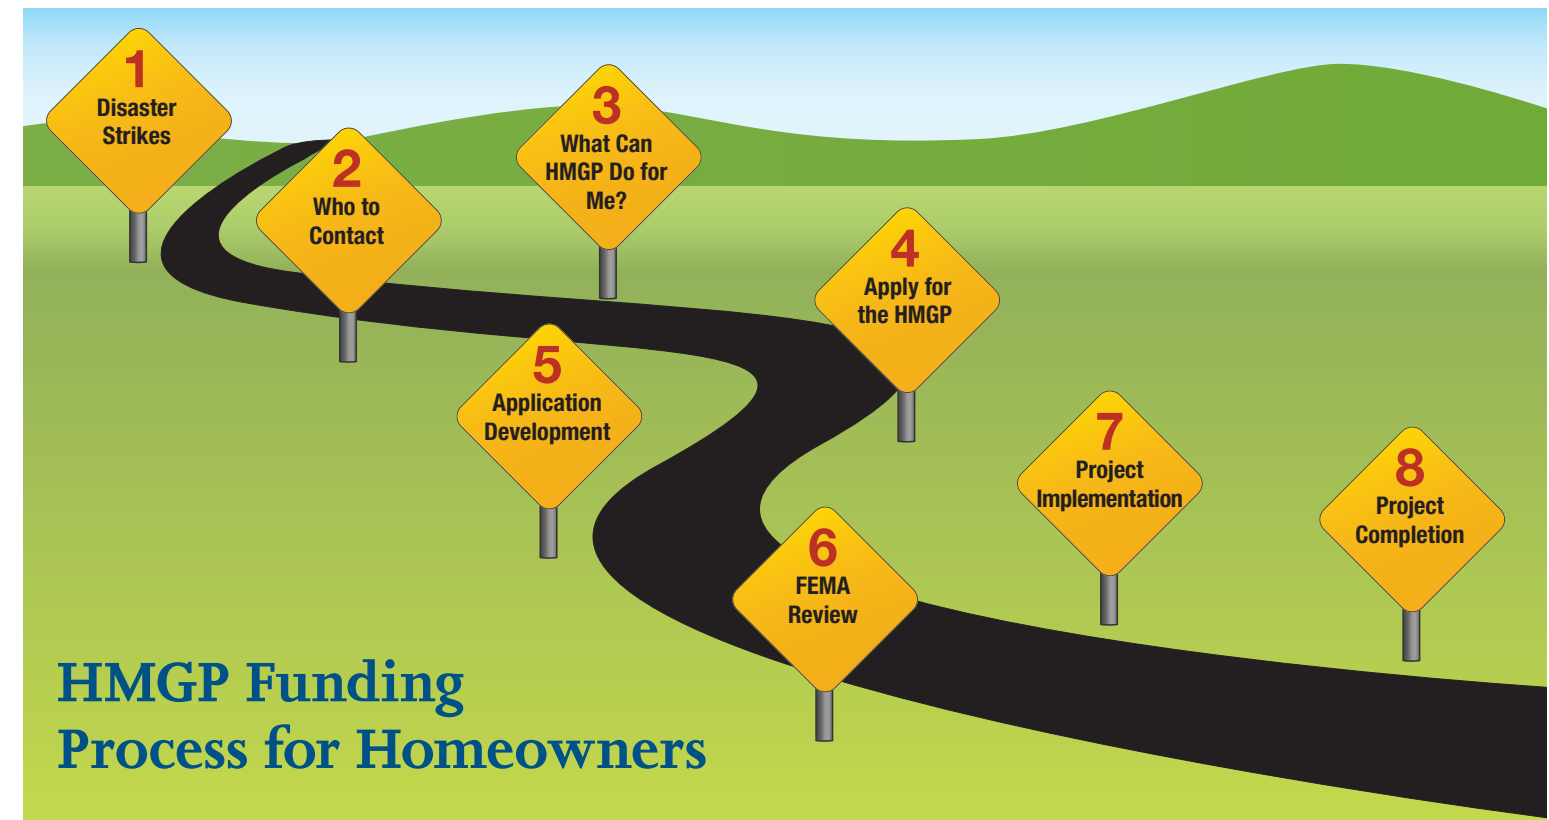 1
Disaster
Strikes
2
Who to
Contact
3
What Can
HMGP Do for
Me?
4
Apply for
the HMGP
5
Application
Development
6
FEMA
Review
7
Project
Implementation
8
Project
Completion
HMGP Funding
Process for Homeowners